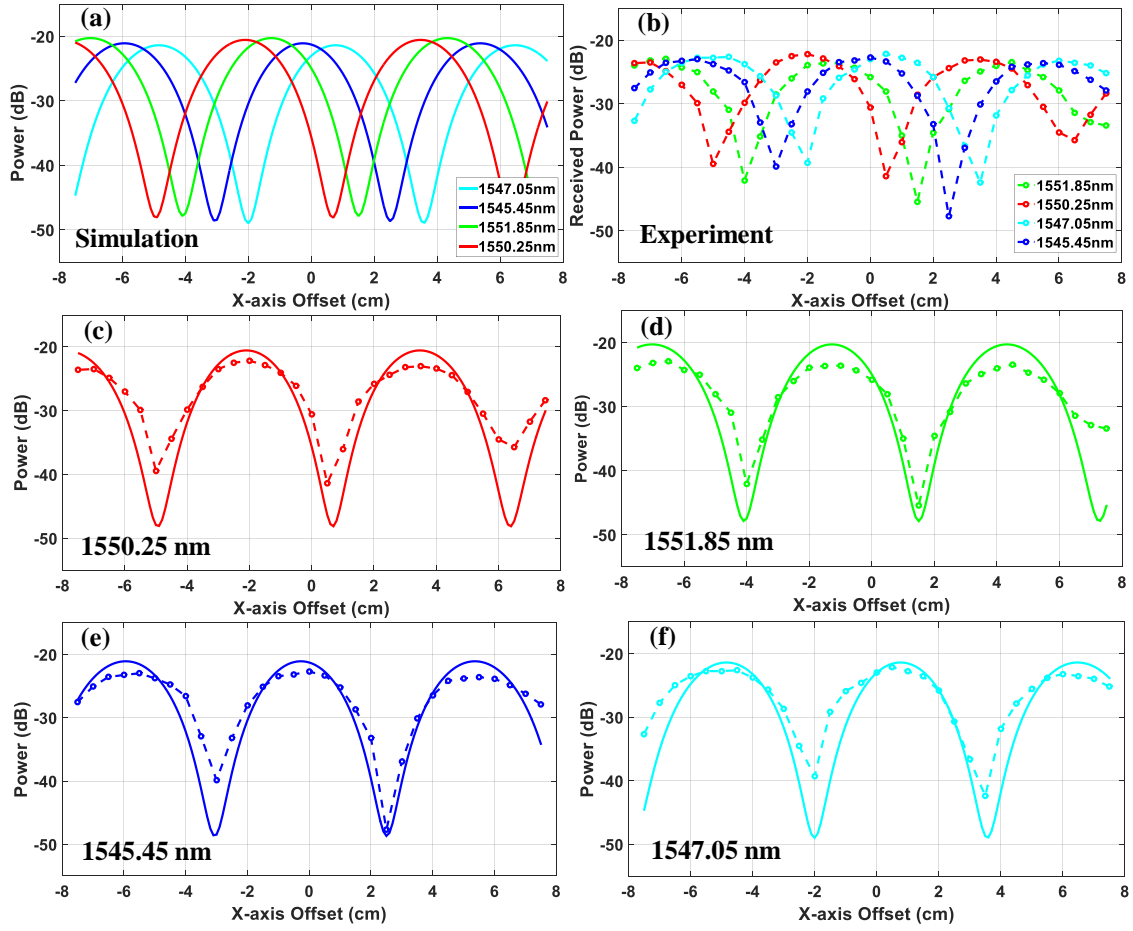 (a)
Power (dB)
-20
-30
-40
-50
1547.05nm
1545.45nm
1551.85nm
1550.25nm
Simulation
-8 -6 -4 -2 0 2 4 6 8
X-axis Offset (cm)
(b)
Received Power (dB)
-20
-30
-40
-50
1551.85nm
1550.25nm
1547.05nm
1545.45nm
Experiment
-8 -6 -4 -2 0 2 4 6 8
X-axis Offset (cm)
(c)
Power (dB)
-20
-30
-40
-50
1550.25 nm
-8 -6 -4 -2 0 2 4 6 8
X-axis Offset (cm)
(d)
Power (dB)
-20
-30
-40
-50
1551.85 nm
-8 -6 -4 -2 0 2 4 6 8
X-axis Offset (cm)
(e)
Power (dB)
-20
-30
-40
-50
1545.45 nm
-8 -6 -4 -2 0 2 4 6 8
X-axis Offset (cm)
(f)
Power (dB)
-20
-30
-40
-50
1547.05 nm
-8 -6 -4 -2 0 2 4 6 8
X-axis Offset (cm)